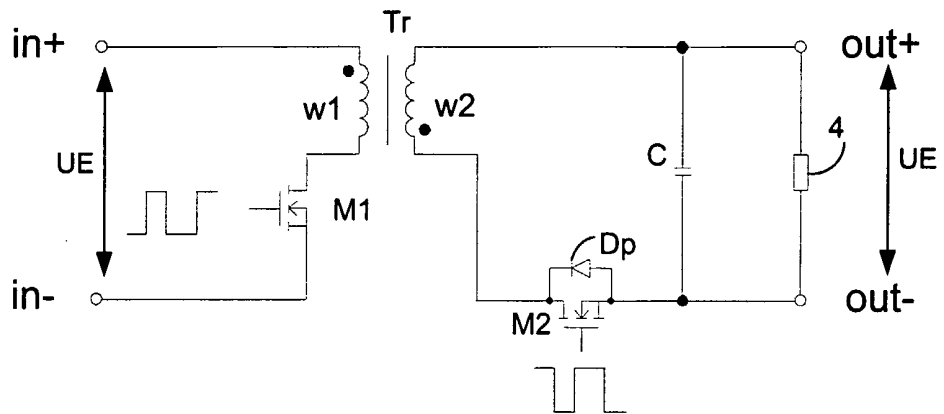 Tr
in+
out+
w1
w2
4
UE
C
UE
M1
Dp
in-
M2
out-